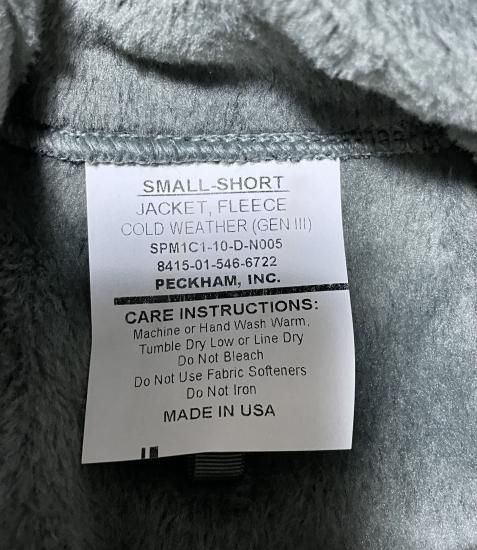 SMALL-SHORT
JACKET, FLEECE
COLD WEATHER (GEN III)
SPM1C1-10-D-N005
8415-01-546-6722
PECKHAM, INC.
CARE INSTRUCTIONS:
Machine or Hand Wash Warm,
Tumble Dry Low or Line Dry
Do Not Bleach
Do Not Use Fabric Softeners
Do Not Iron
MADE IN USA